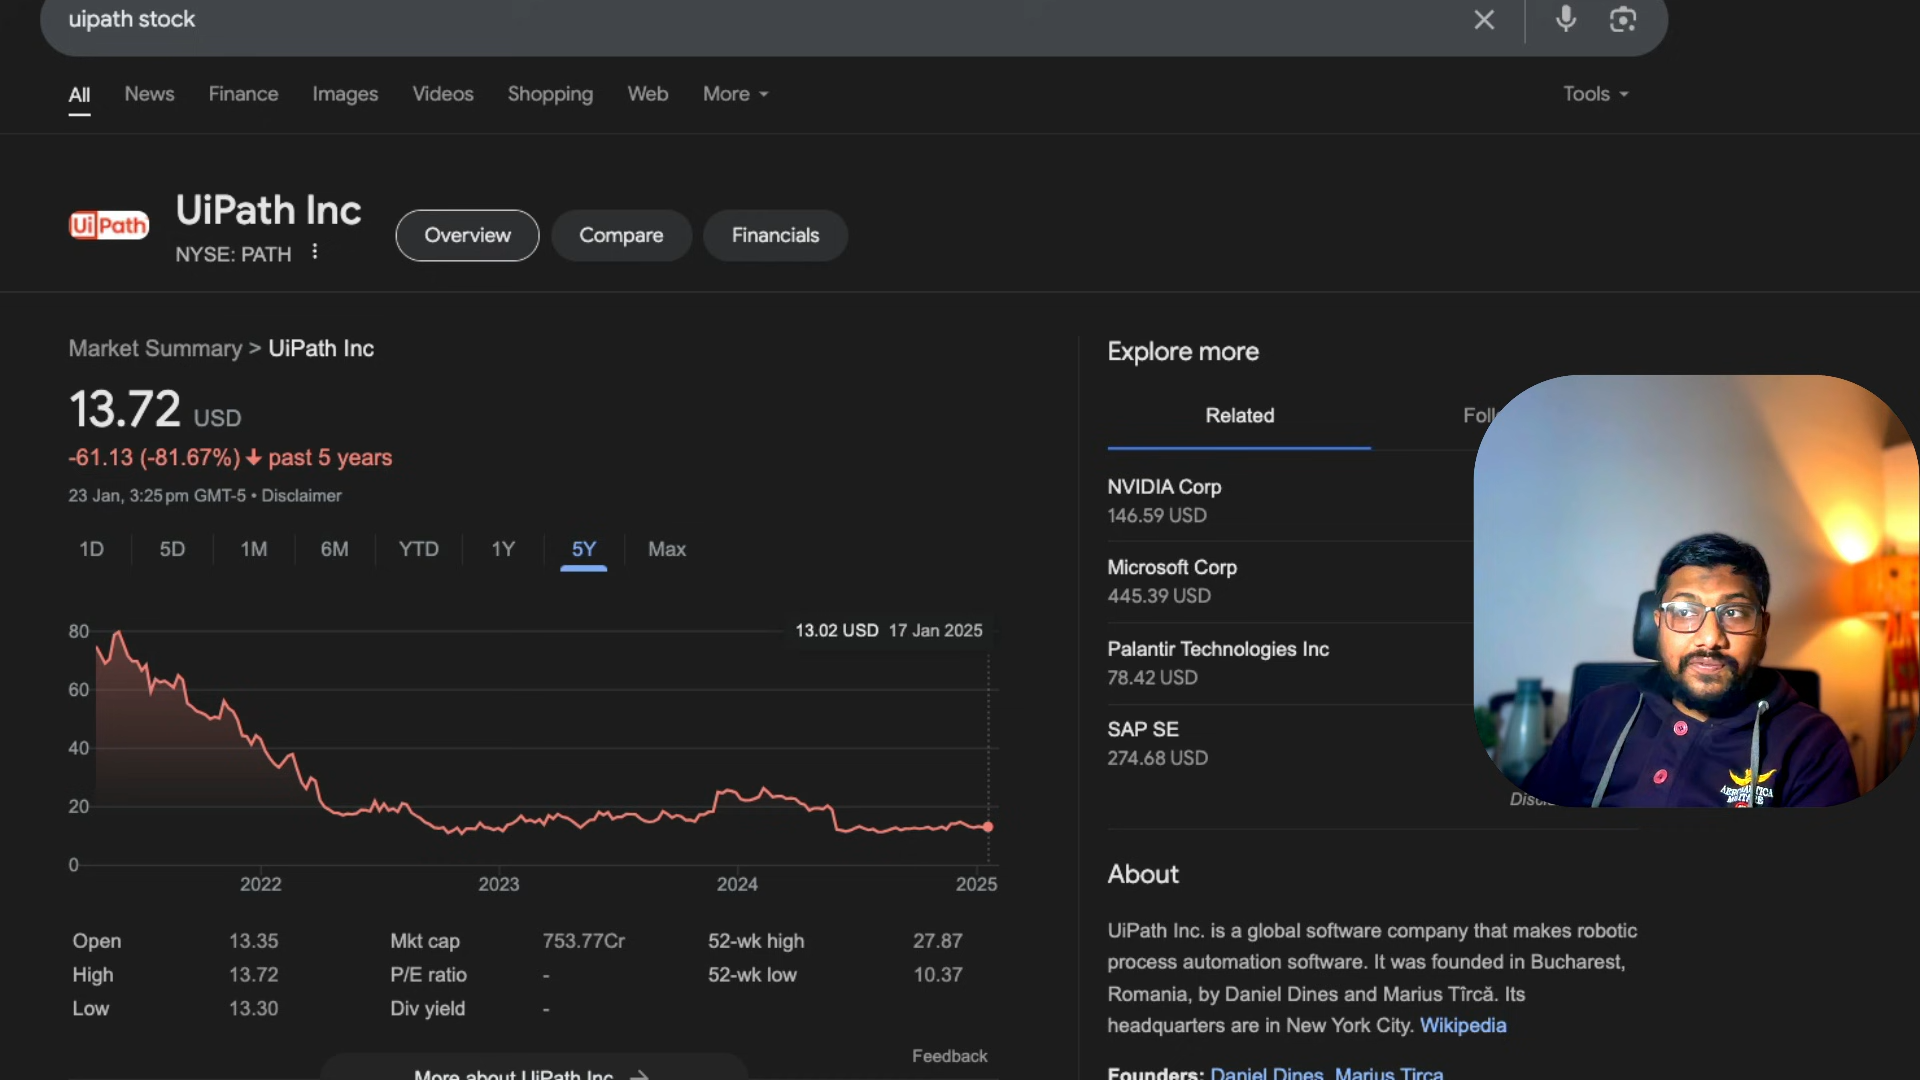 uipath stock
All News Finance Images Videos Shopping Web More Tools
UiPath
UiPath Inc
NYSE: PATH
Overview Compare Financials
Market Summary > UiPath Inc
13.72 USD
-61.13 (-81.67%) past 5 years
23 Jan, 3:25 pm GMT-5 • Disclaimer
1D 5D 1M 6M YTD 1Y 5Y Max
13.02 USD 17 Jan 2025
80
60
40
20
0
2022 2023 2024 2025
Open 13.35 Mkt cap 753.77Cr 52-wk high 27.87
High 13.72 P/E ratio - 52-wk low 10.37
Low 13.30 Div yield -
Feedback
More about UiPath Inc
Explore more
Related
NVIDIA Corp
146.59 USD
Microsoft Corp
445.39 USD
Palantir Technologies Inc
78.42 USD
SAP SE
274.68 USD
About
UiPath Inc. is a global software company that makes robotic
process automation software. It was founded in Bucharest,
Romania, by Daniel Dines and Marius Tîrcă. Its
headquarters are in New York City. Wikipedia
Founders: Daniel Dines, Marius Tirca